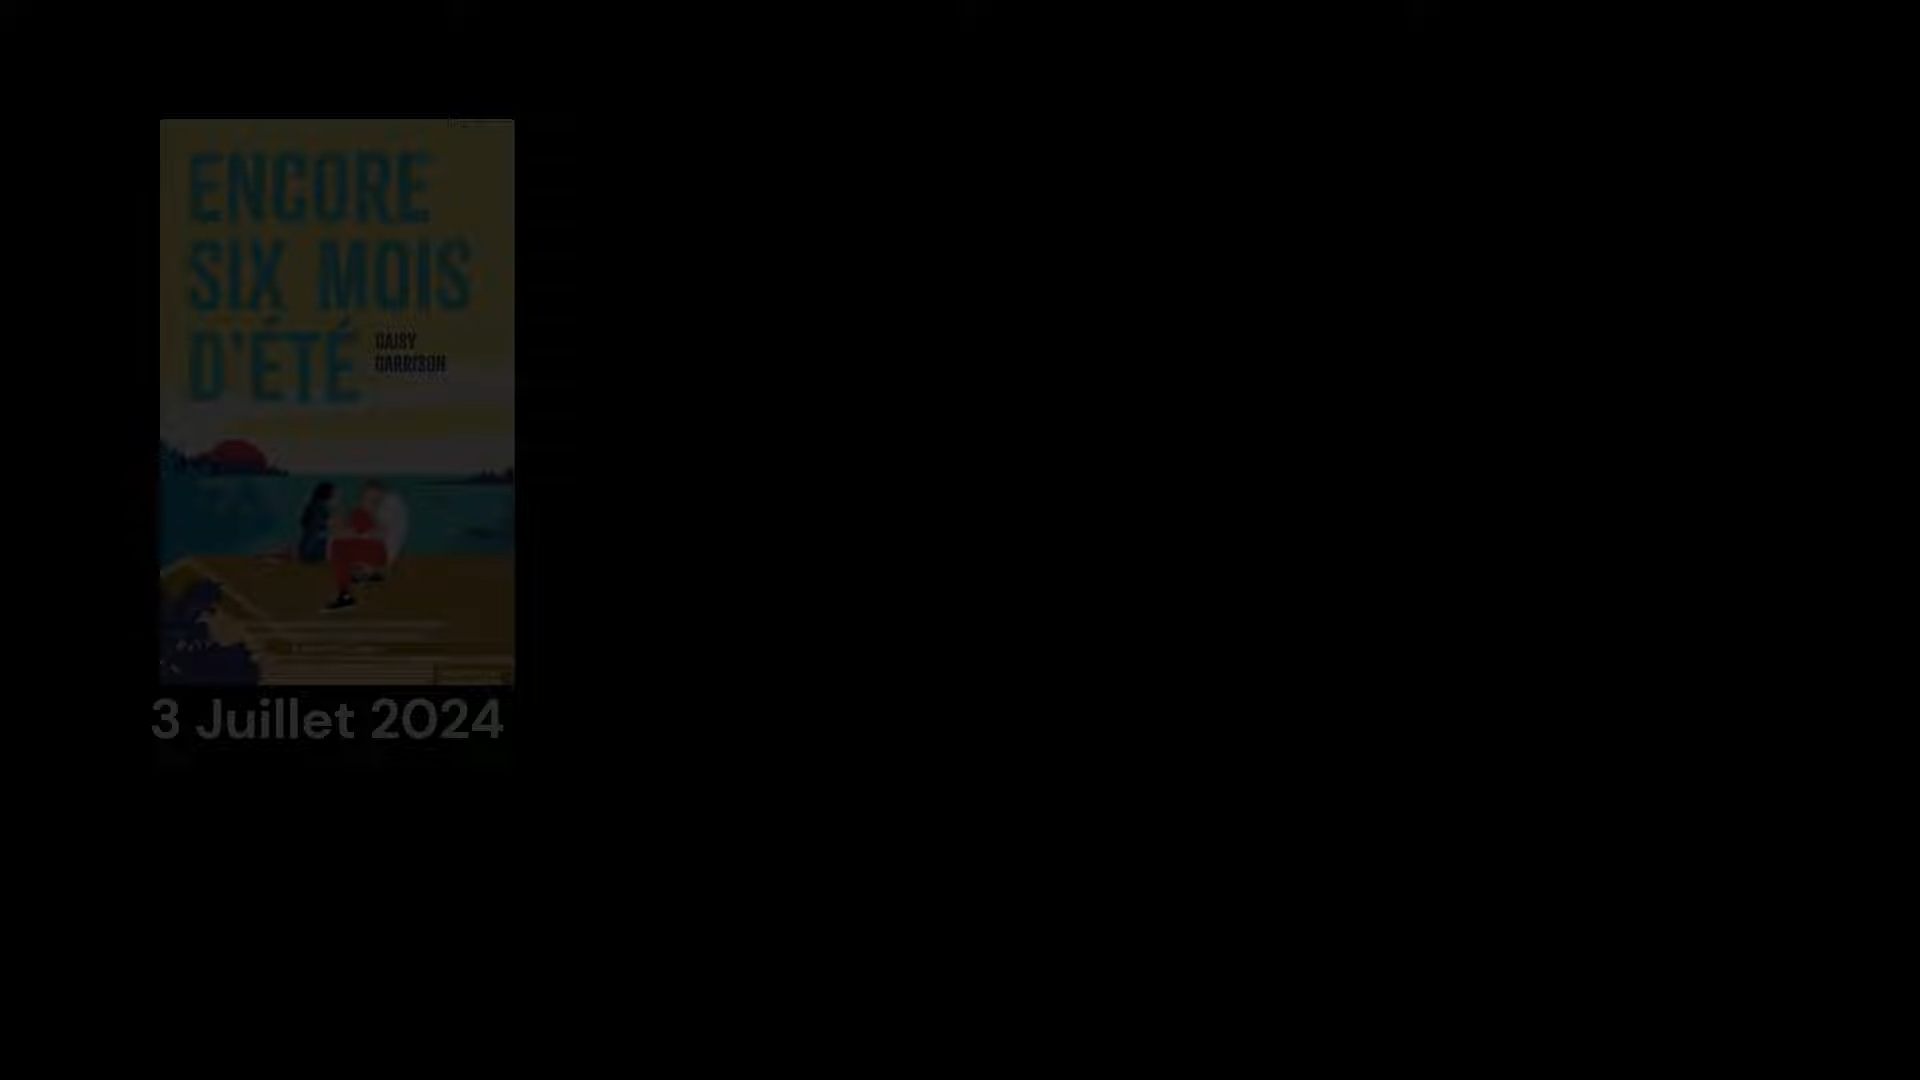 ENCORE
SIX MOIS
D'ÉTÉ
DAISY
GARRISON
3 Juillet 2024